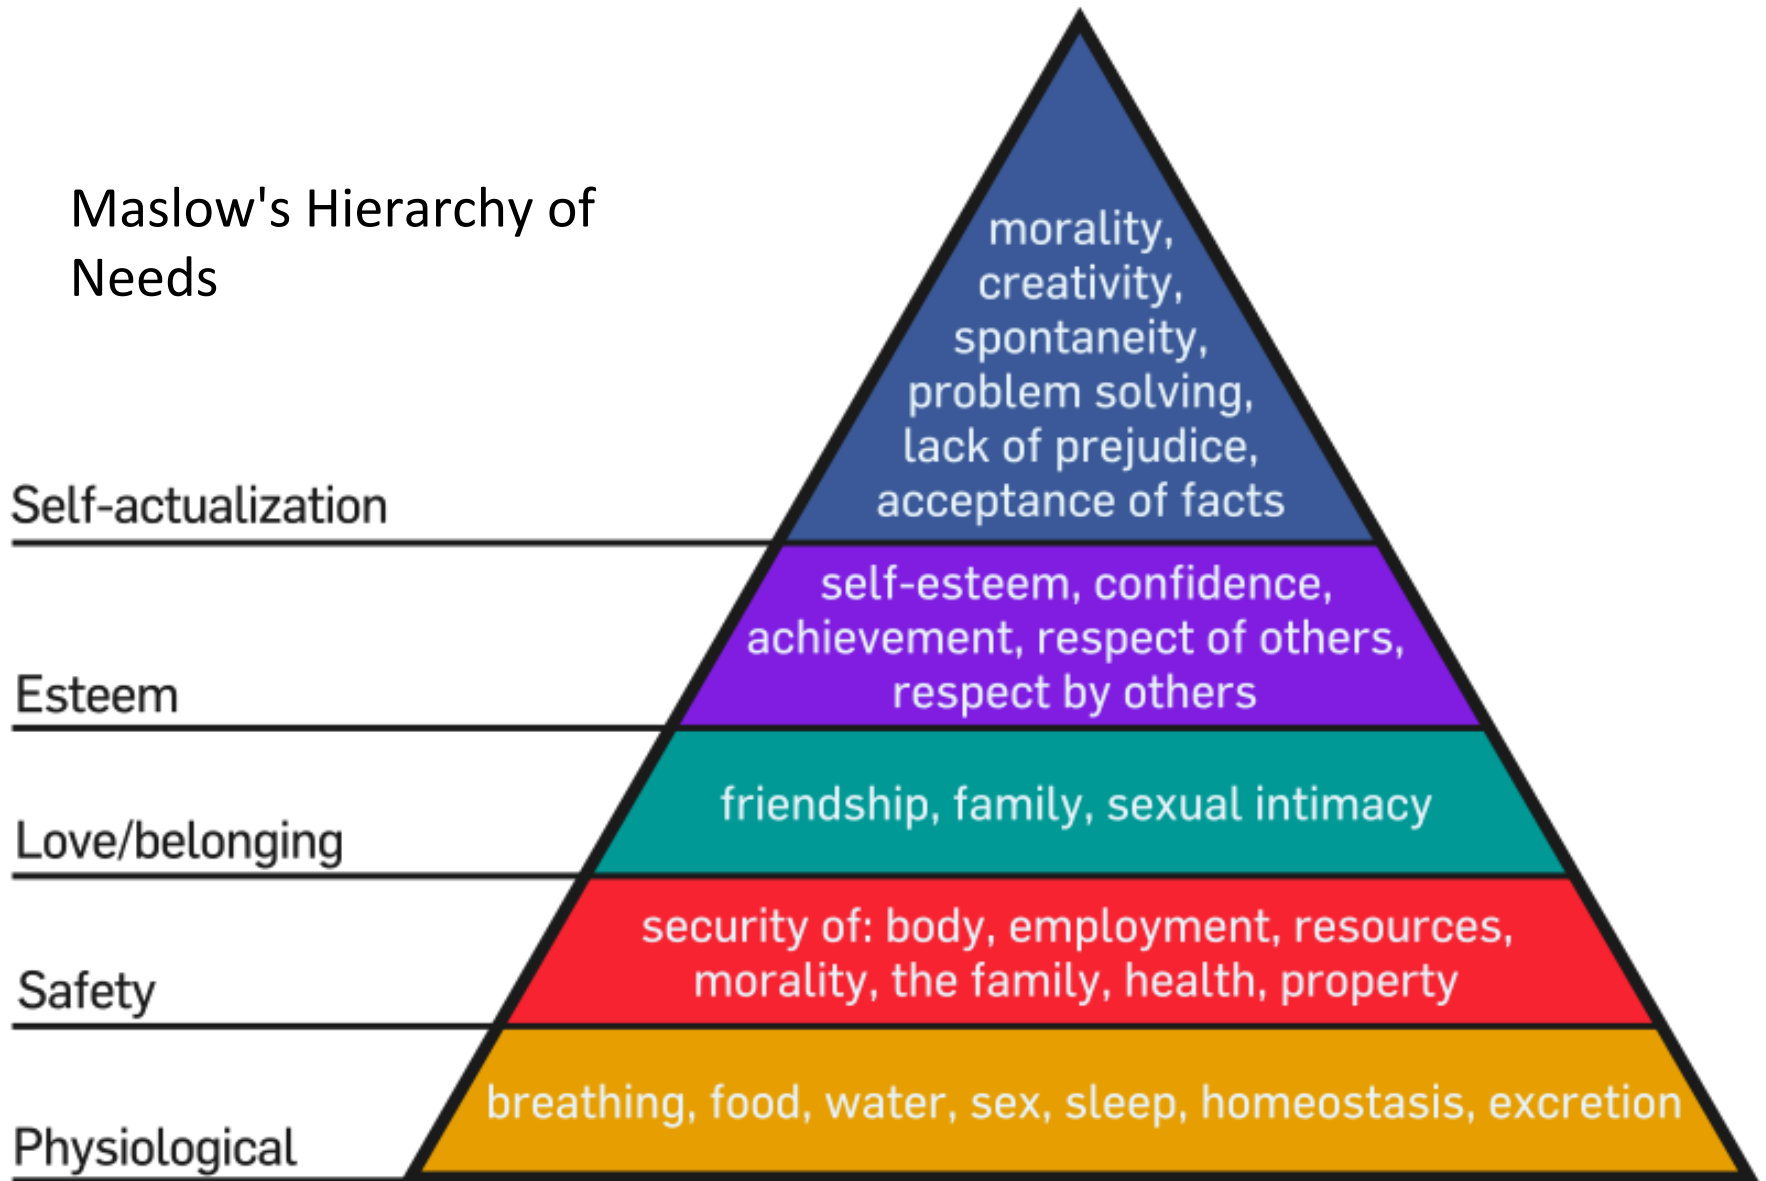 Maslow's Hierarchy of
Needs
morality,
creativity,
spontaneity,
problem solving,
lack of prejudice,
acceptance of facts
Self-actualization
self-esteem, confidence,
achievement, respect of others,
respect by others
Esteem
friendship, family, sexual intimacy
Love/belonging
security of: body, employment, resources,
morality, the family, health, property
Safety
breathing, food, water, sex, sleep, homeostasis, excretion
Physiological